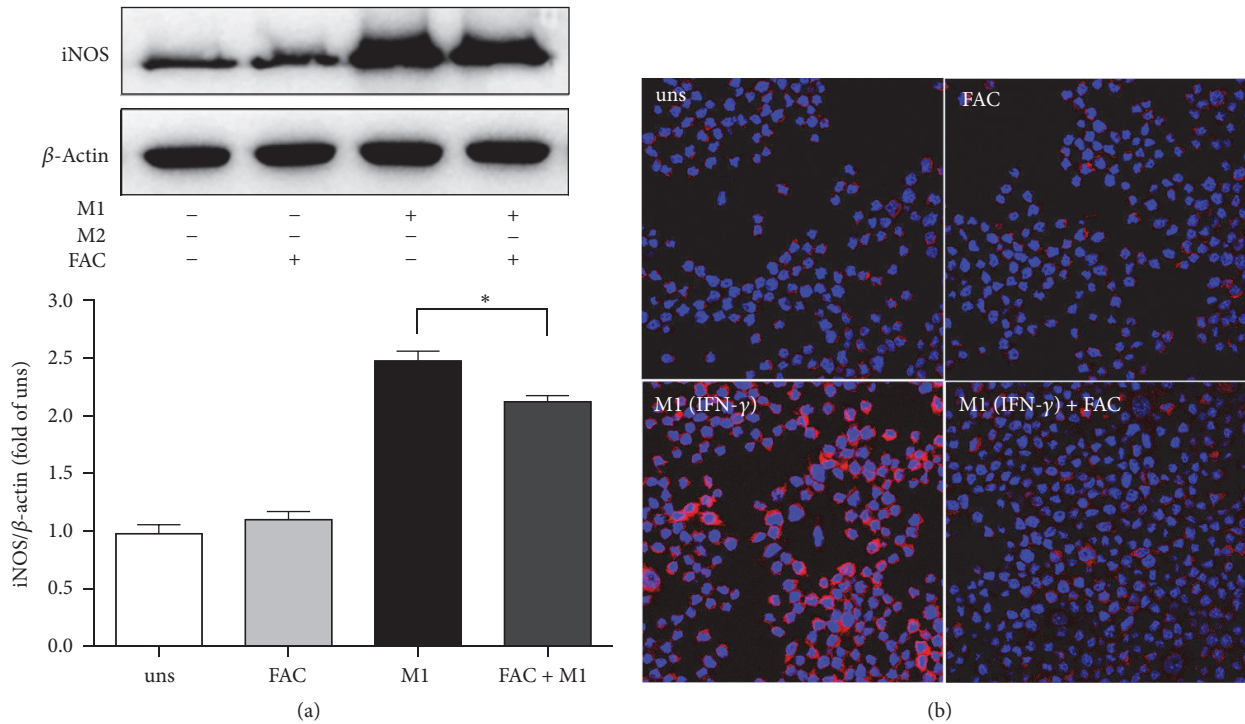 iNOS
β-Actin
M1 − − + +
M2 − − − −
FAC − + − +
iNOS/β-actin (fold of uns)
3.0
2.5
2.0
1.5
1.0
0.5
0.0
*
uns FAC M1 FAC + M1
(a)
uns FAC
M1 (IFN-γ) M1 (IFN-γ) + FAC
(b)